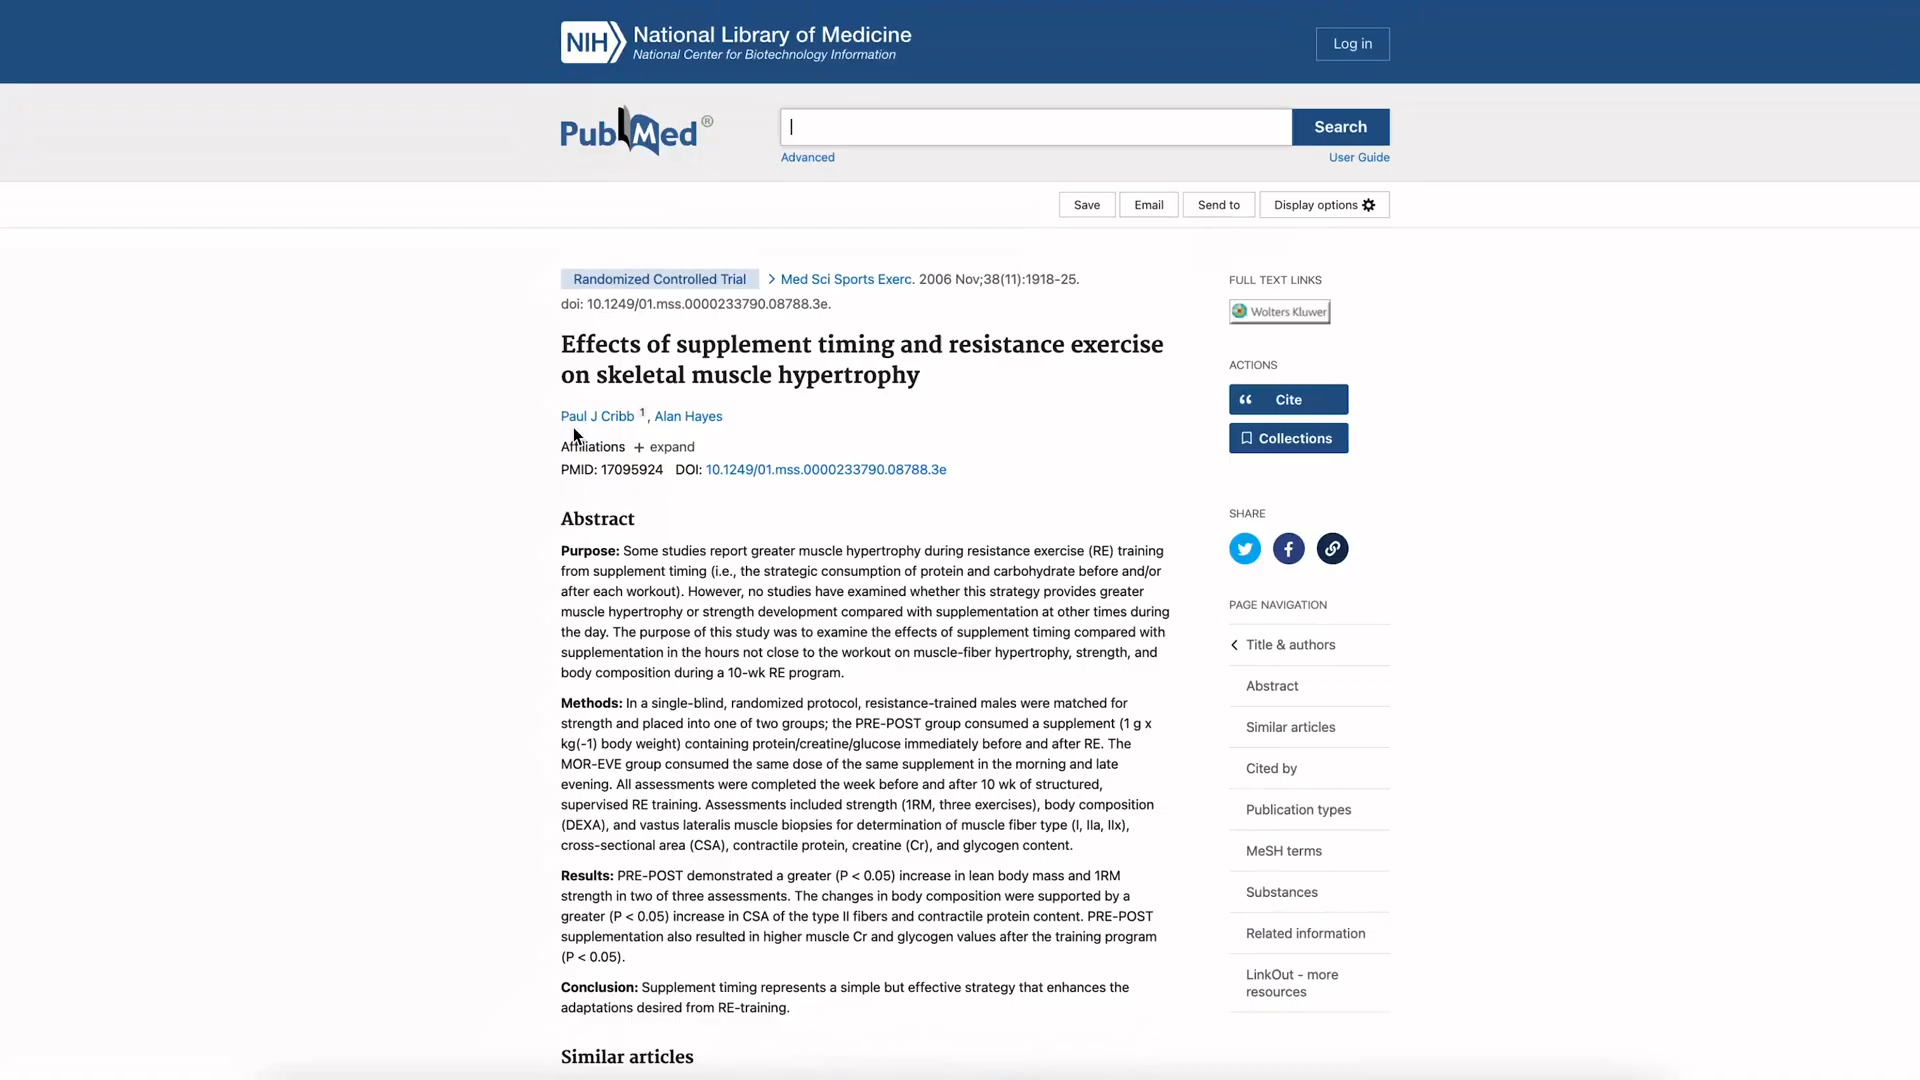 NIH National Library of Medicine
National Center for Biotechnology Information
Log in
PubMed®
Search
Advanced
User Guide
Save
Email
Send to
Display options
Randomized Controlled Trial
Med Sci Sports Exerc. 2006 Nov;38(11):1918-25.
doi: 10.1249/01.mss.0000233790.08788.3e.
Effects of supplement timing and resistance exercise
on skeletal muscle hypertrophy
Paul J Cribb 1, Alan Hayes
Affiliations + expand
PMID: 17095924 DOI: 10.1249/01.mss.0000233790.08788.3e
Abstract
Purpose: Some studies report greater muscle hypertrophy during resistance exercise (RE) training
from supplement timing (i.e., the strategic consumption of protein and carbohydrate before and/or
after each workout). However, no studies have examined whether this strategy provides greater
muscle hypertrophy or strength development compared with supplementation at other times during
the day. The purpose of this study was to examine the effects of supplement timing compared with
supplementation in the hours not close to the workout on muscle-fiber hypertrophy, strength, and
body composition during a 10-wk RE program.
Methods: In a single-blind, randomized protocol, resistance-trained males were matched for
strength and placed into one of two groups; the PRE-POST group consumed a supplement (1 g x
kg(-1) body weight) containing protein/creatine/glucose immediately before and after RE. The
MOR-EVE group consumed the same dose of the same supplement in the morning and late
evening. All assessments were completed the week before and after 10 wk of structured,
supervised RE training. Assessments included strength (1RM, three exercises), body composition
(DEXA), and vastus lateralis muscle biopsies for determination of muscle fiber type (I, IIa, IIx),
cross-sectional area (CSA), contractile protein, creatine (Cr), and glycogen content.
Results: PRE-POST demonstrated a greater (P < 0.05) increase in lean body mass and 1RM
strength in two of three assessments. The changes in body composition were supported by a
greater (P < 0.05) increase in CSA of the type II fibers and contractile protein content. PRE-POST
supplementation also resulted in higher muscle Cr and glycogen values after the training program
(P < 0.05).
Conclusion: Supplement timing represents a simple but effective strategy that enhances the
adaptations desired from RE-training.
Similar articles
FULL TEXT LINKS
Wolters Kluwer
ACTIONS
Cite
Collections
SHARE
PAGE NAVIGATION
Title & authors
Abstract
Similar articles
Cited by
Publication types
MeSH terms
Substances
Related information
LinkOut - more
resources